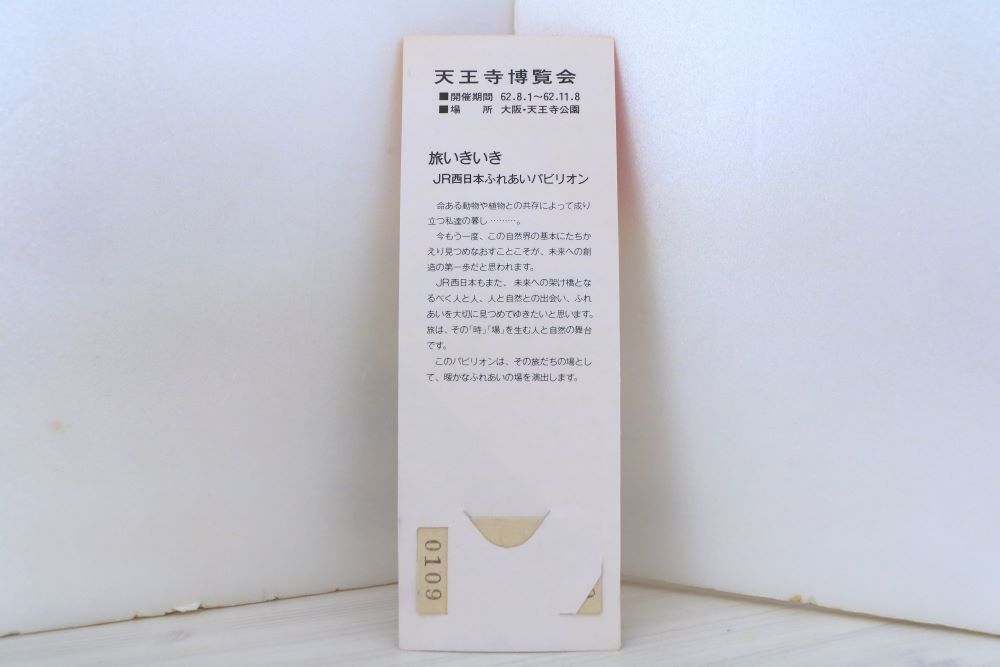 天王寺博覧会
■開催期間 62.8.1～62.11.8
■場　所 大阪・天王寺公園
旅いきいき
JR西日本ふれあいパビリオン
命ある動物や植物との共存によって成り
立つ私達の暮し………。
今もう一度、この自然界の基本にたちか
えり見つめなおすことこそが、未来への創
造の第一歩だと思われます。
JR西日本もまた、未来への架け橋とな
るべく人と人、人と自然との出会い、ふれ
あいを大切に見つめてゆきたいと思います。
旅は、その「時」「場」を生む人と自然の舞台
です。
このパビリオンは、その旅だちの場とし
て、暖かなふれあいの場を演出します。
0109